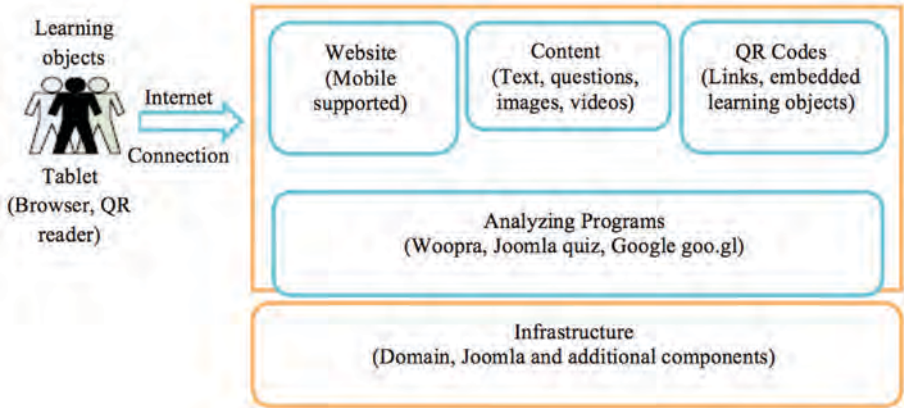 Learning
objects
Internet
Connection
Tablet
(Browser, QR
reader)
Website
(Mobile
supported)
Content
(Text, questions,
images, videos)
QR Codes
(Links, embedded
learning objects)
Analyzing Programs
(Woopra, Joomla quiz, Google goo.gl)
Infrastructure
(Domain, Joomla and additional components)